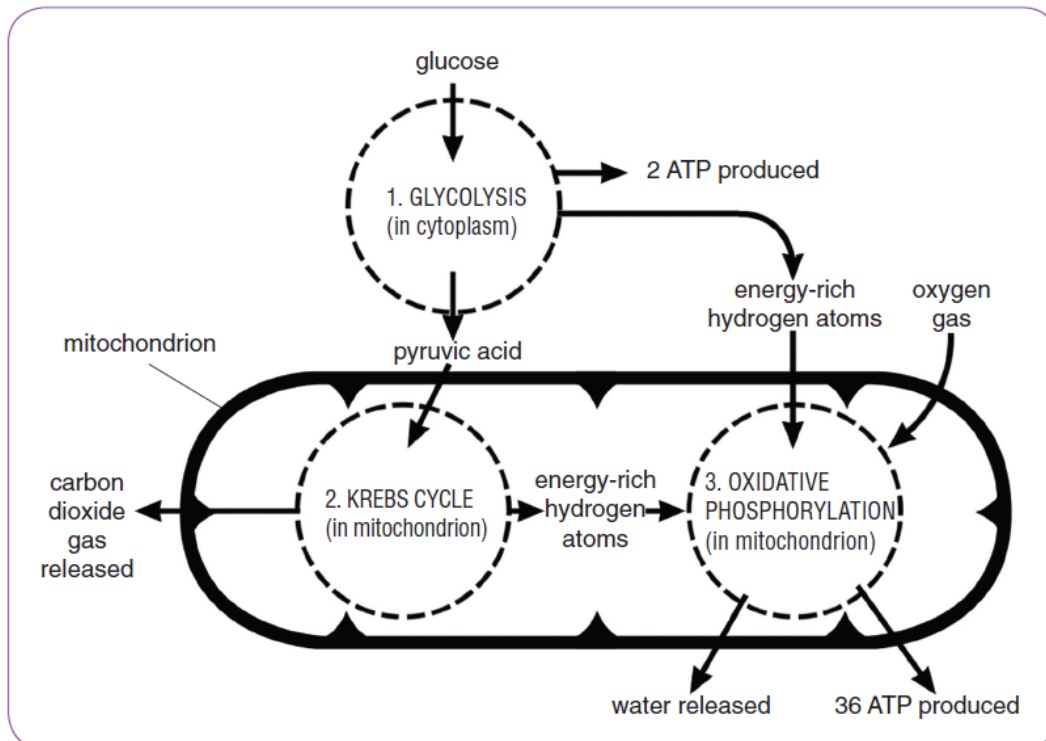 glucose
1. GLYCOLYSIS
(in cytoplasm)
2 ATP produced
energy-rich
hydrogen atoms
oxygen
gas
mitochondrion
pyruvic acid
carbon
dioxide
gas
released
2. KREBS CYCLE
(in mitochondrion)
energy-rich
hydrogen
atoms
3. OXIDATIVE
PHOSPHORYLATION
(in mitochondrion)
water released
36 ATP produced